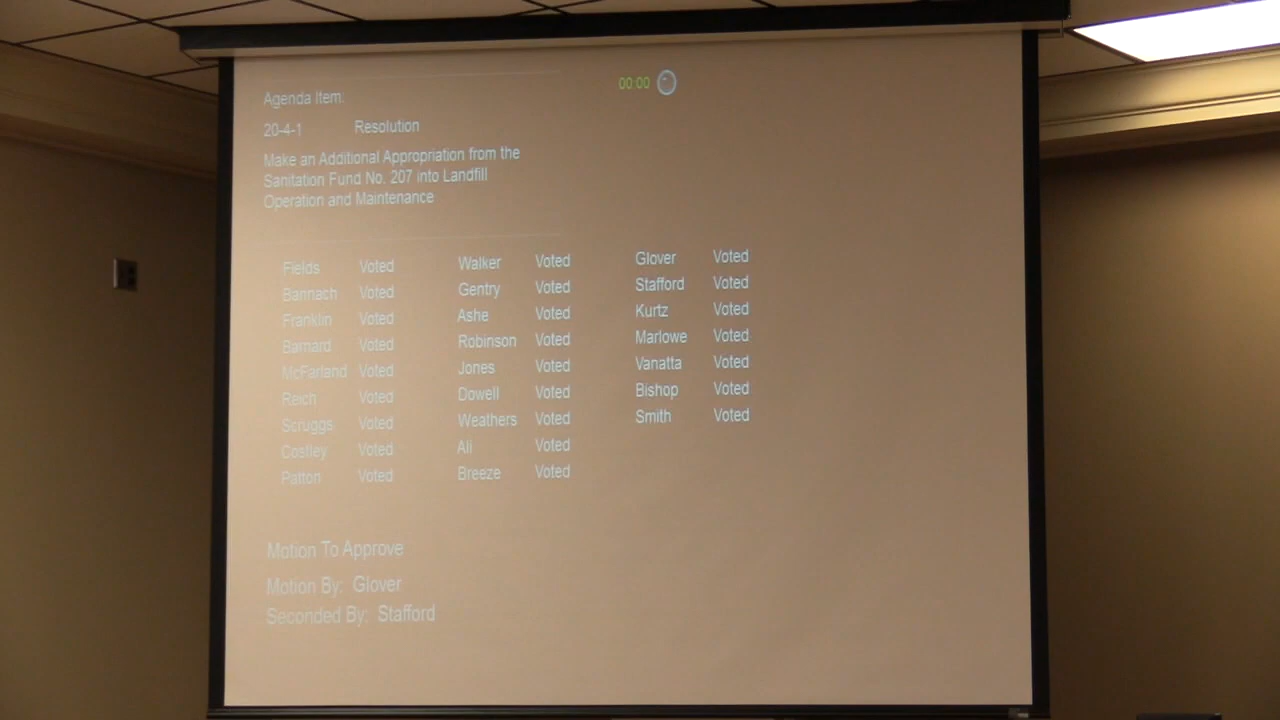 00:00
Agenda Item:
20-4-1 Resolution
Make an Additional Appropriation from the
Sanitation Fund No. 207 into Landfill
Operation and Maintenance
Fields Voted Walker Voted Glover Voted
Bannach Voted Gentry Voted Stafford Voted
Franklin Voted Ashe Voted Kurtz Voted
Barnard Voted Robinson Voted Marlowe Voted
McFarland Voted Jones Voted Vanatta Voted
Reich Voted Dowell Voted Bishop Voted
Scruggs Voted Weathers Voted Smith Voted
Costley Voted Ali Voted
Patton Voted Breeze Voted
Motion To Approve
Motion By: Glover
Seconded By: Stafford